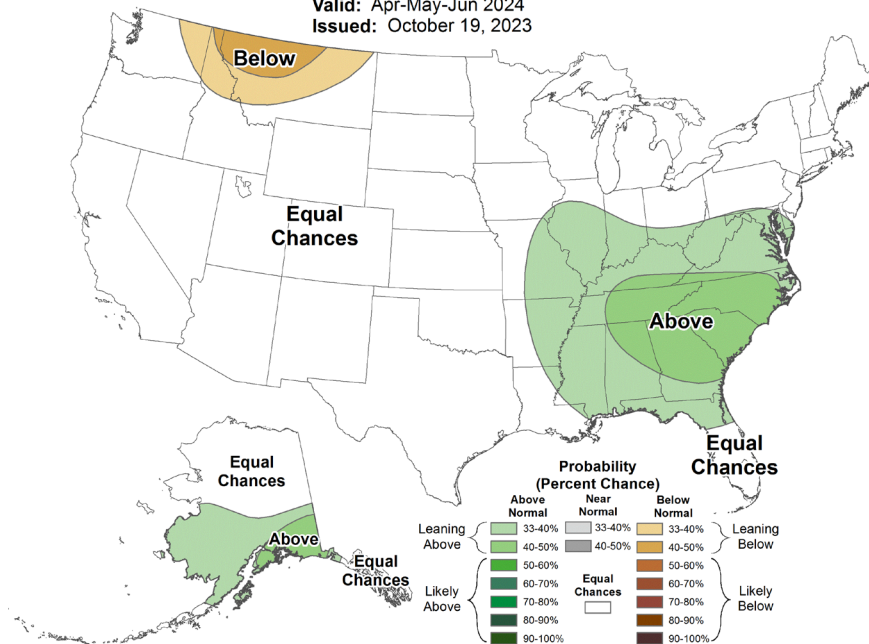 Valid: Apr-May-Jun 2024
Issued: October 19, 2023
Below
Equal
Chances
Above
Equal
Chances
Equal
Chances
Above
Equal
Chances
Probability
(Percent Chance)
Above
Normal
Near
Normal
Below
Normal
Leaning
Above
33-40%
33-40%
33-40%
Leaning
Below
40-50%
40-50%
40-50%
Likely
Above
50-60%
50-60%
Likely
Below
60-70%
60-70%
Equal
Chances
70-80%
70-80%
80-90%
80-90%
90-100%
90-100%